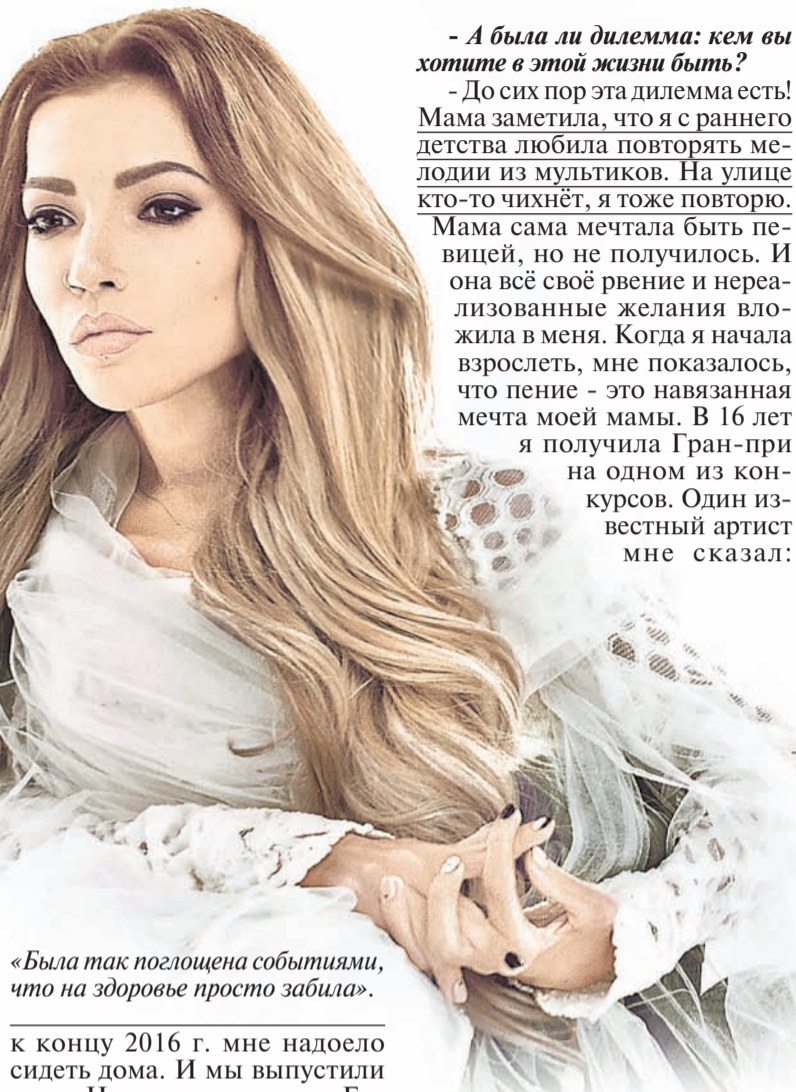 - А была ли дилемма: кем вы
хотите в этой жизни быть?
- До сих пор эта дилемма есть!
Мама заметила, что я с раннего
детства любила повторять ме-
лодии из мультиков. На улице
кто-то чихнёт, я тоже повторю.
Мама сама мечтала быть пе-
вицей, но не получилось. И
она всё своё рвение и нереа-
лизованные желания вло-
жила в меня. Когда я начала
взрослеть, мне показалось,
что пение - это навязанная
мечта моей мамы. В 16 лет
я получила Гран-при
на одном из кон-
курсов. Один из-
вестный артист
мне сказал:
«Была так поглощена событиями,
что на здоровье просто забила».
к концу 2016 г. мне надоело
сидеть дома. И мы выпустили